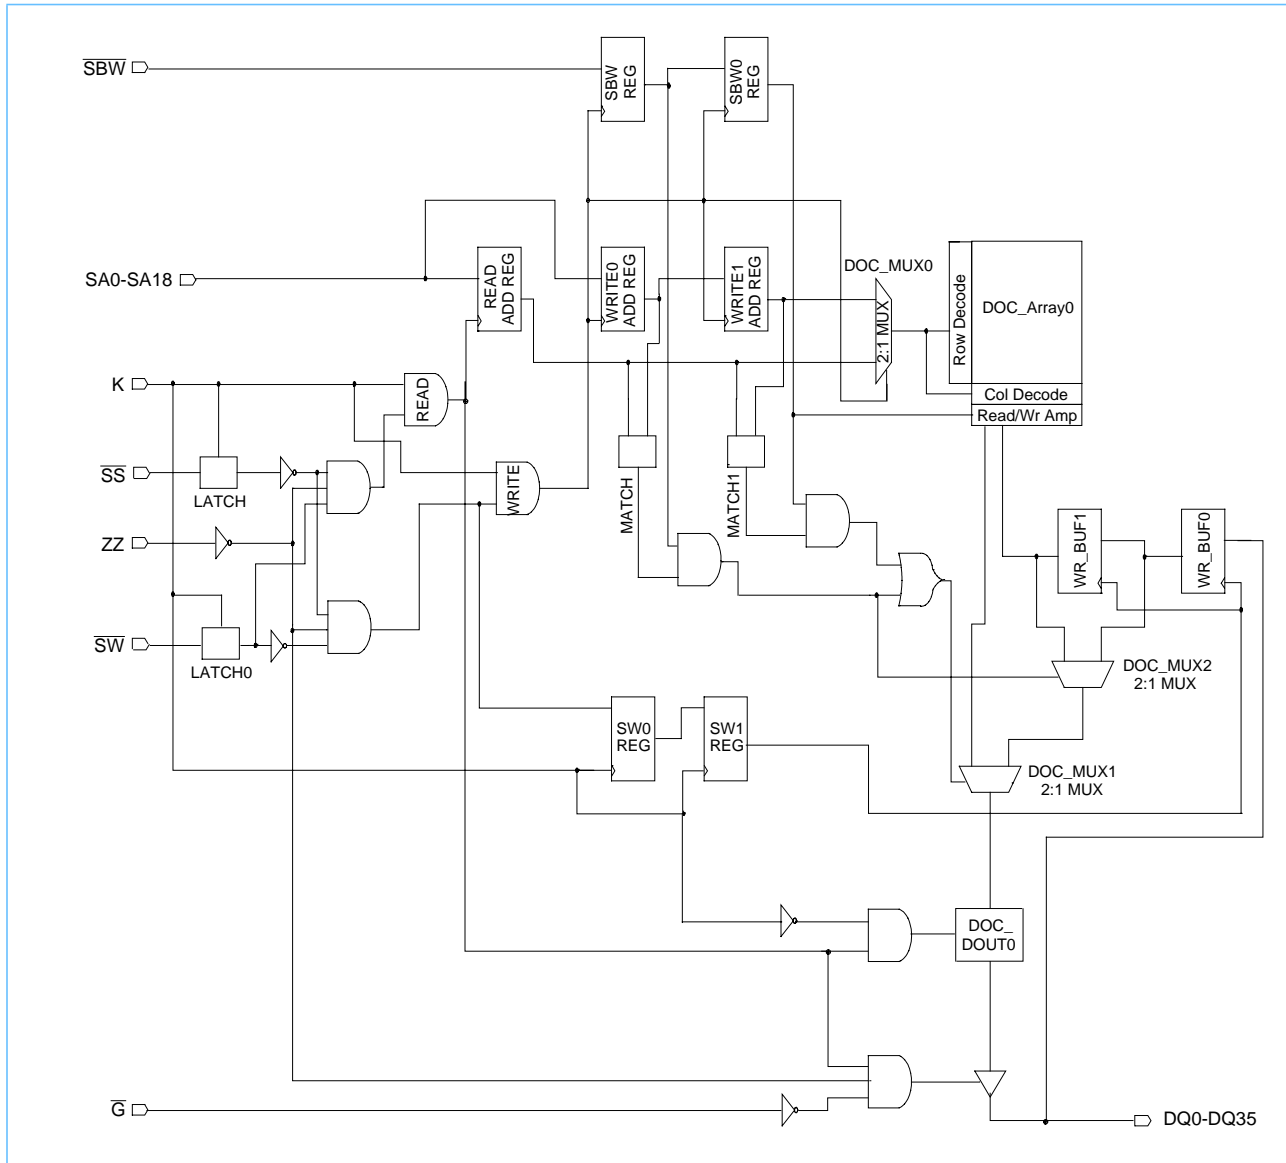 SBW
SBW
REG
SBW0
REG
SA0-SA18
READ
ADD REG
WRITE0
ADD REG
WRITE1
ADD REG
DOC_MUX0
2:1 MUX
Row Decode
DOC_Array0
Col Decode
Read/Wr Amp
K
READ
SS
LATCH
WRITE
MATCH
MATCH1
ZZ
WR_BUF1
WR_BUF0
SW
LATCH0
DOC_MUX2
2:1 MUX
SW0
REG
SW1
REG
DOC_MUX1
2:1 MUX
DOC_
DOUT0
G
DQ0-DQ35